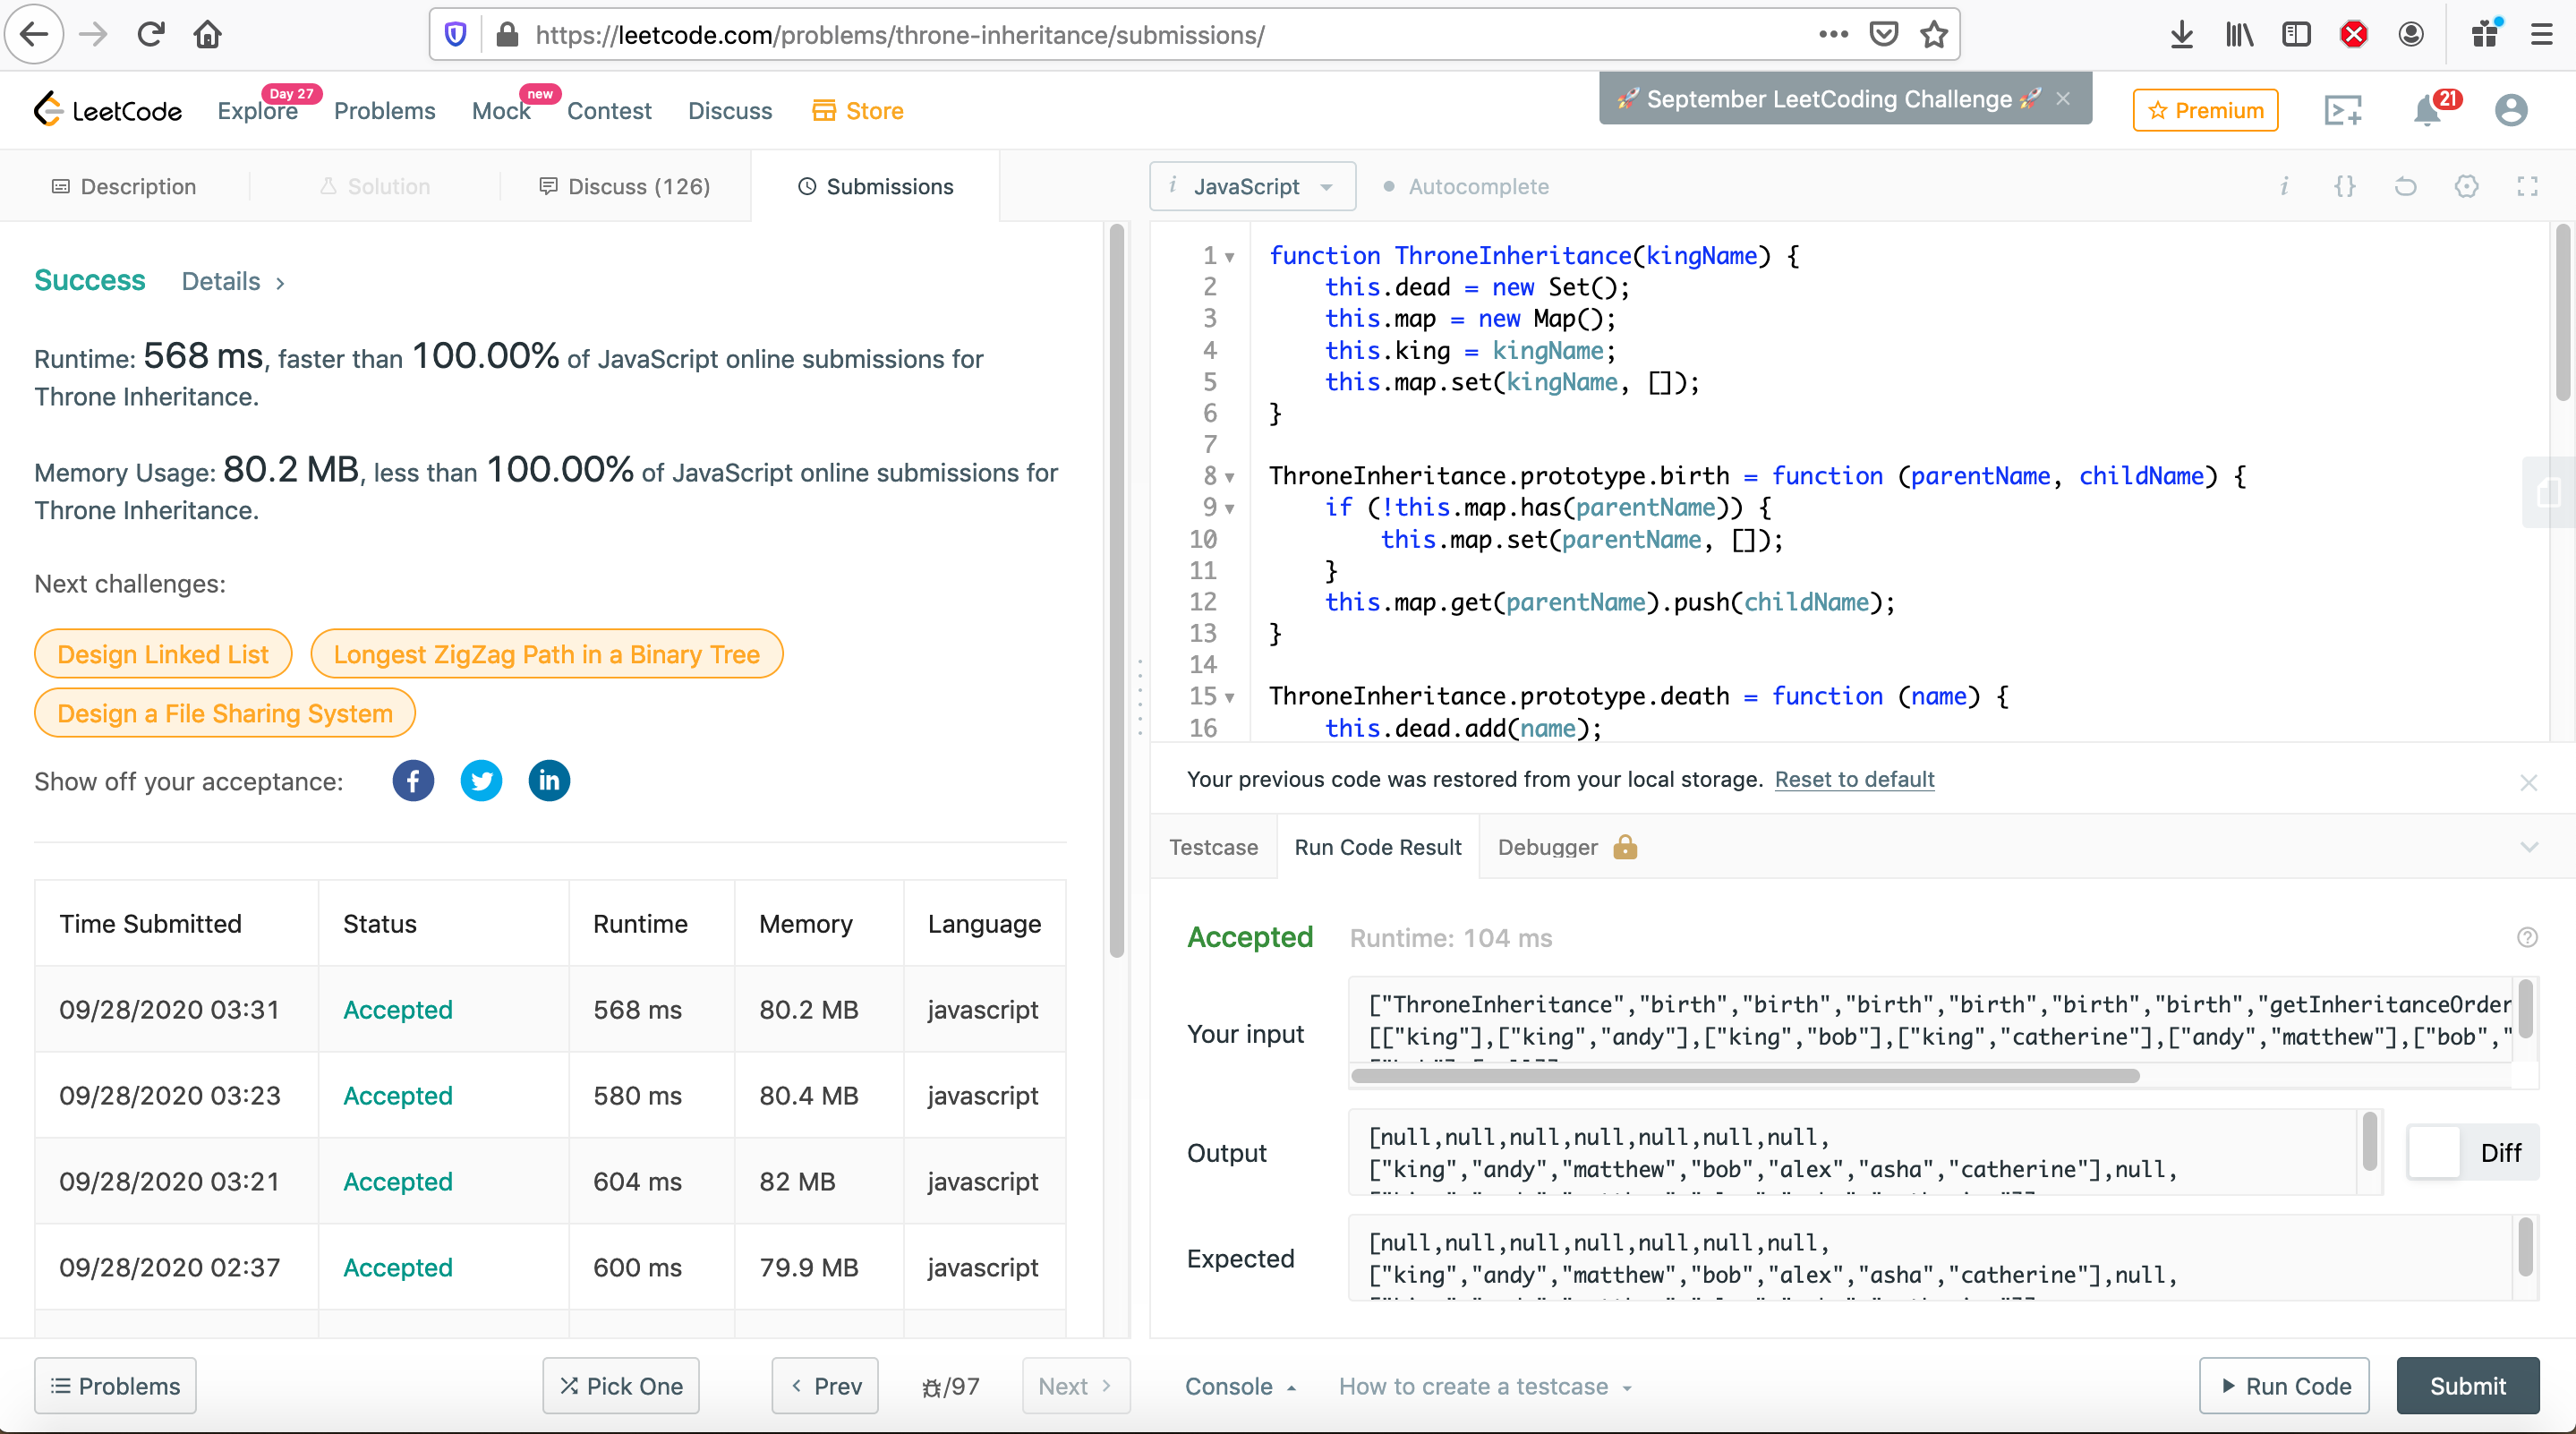 https://leetcode.com/problems/throne-inheritance/submissions/
LeetCode
Explore
Day 27
Problems
Mock
new
Contest
Discuss
Store
🚀 September LeetCoding Challenge 🚀 ×
Premium
21
Description
Solution
Discuss (126)
Submissions
i JavaScript
Autocomplete
i {}
Success Details >
Runtime: 568 ms, faster than 100.00% of JavaScript online submissions for
Throne Inheritance.
Memory Usage: 80.2 MB, less than 100.00% of JavaScript online submissions for
Throne Inheritance.
Next challenges:
Design Linked List
Longest ZigZag Path in a Binary Tree
Design a File Sharing System
Show off your acceptance:
f
in
Time Submitted Status Runtime Memory Language
09/28/2020 03:31 Accepted 568 ms 80.2 MB javascript
09/28/2020 03:23 Accepted 580 ms 80.4 MB javascript
09/28/2020 03:21 Accepted 604 ms 82 MB javascript
09/28/2020 02:37 Accepted 600 ms 79.9 MB javascript
1 function ThroneInheritance(kingName) {
2 this.dead = new Set();
3 this.map = new Map();
4 this.king = kingName;
5 this.map.set(kingName, []);
6 }
7
8 ThroneInheritance.prototype.birth = function (parentName, childName) {
9 if (!this.map.has(parentName)) {
10 this.map.set(parentName, []);
11 }
12 this.map.get(parentName).push(childName);
13 }
14
15 ThroneInheritance.prototype.death = function (name) {
16 this.dead.add(name);
Your previous code was restored from your local storage. Reset to default
Testcase
Run Code Result
Debugger
Accepted Runtime: 104 ms
Your input
["ThroneInheritance","birth","birth","birth","birth","birth","birth","getInheritanceOrder
[["king"],["king","andy"],["king","bob"],["king","catherine"],["andy","matthew"],["bob","
Output
[null,null,null,null,null,null,null,
["king","andy","matthew","bob","alex","asha","catherine"],null,
Diff
Expected
[null,null,null,null,null,null,null,
["king","andy","matthew","bob","alex","asha","catherine"],null,
Problems
Pick One
< Prev
/97
Next >
Console
How to create a testcase
Run Code
Submit